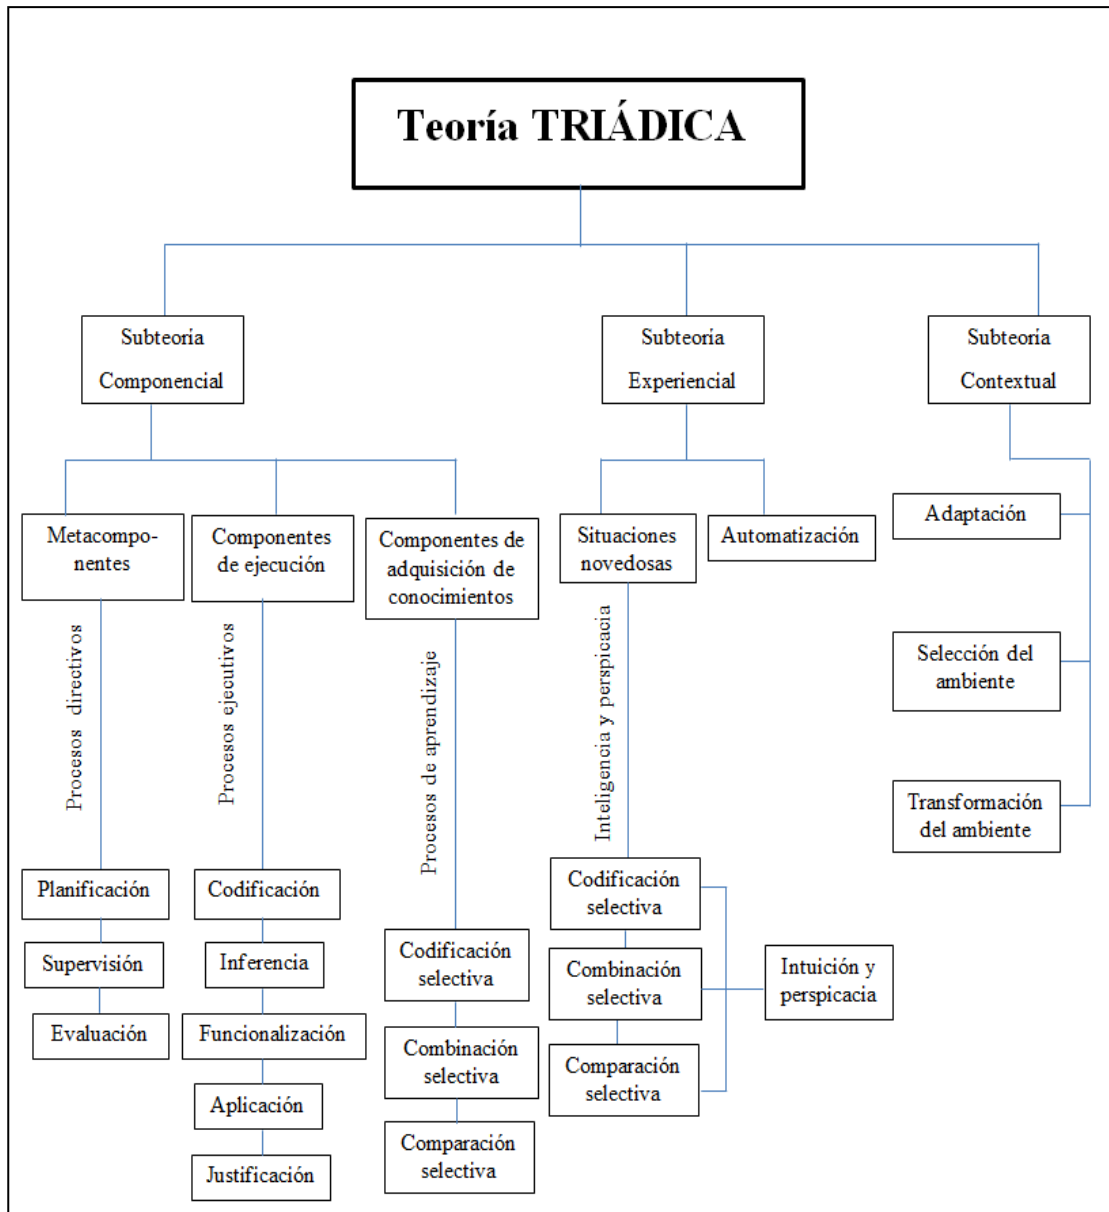 Teoría TRIÁDICA
Subteoría
Componencial
Subteoría
Experiencial
Subteoría
Contextual
Metacompo-
nentes
Componentes
de ejecución
Componentes de
adquisición de
conocimientos
Situaciones
novedosas
Automatización
Adaptación
Selección del
ambiente
Transformación
del ambiente
Procesos directivos
Procesos ejecutivos
Procesos de aprendizaje
Inteligencia y perspicacia
Planificación
Supervisión
Evaluación
Codificación
Inferencia
Funcionalización
Aplicación
Justificación
Codificación
selectiva
Combinación
selectiva
Comparación
selectiva
Codificación
selectiva
Combinación
selectiva
Comparación
selectiva
Intuición y
perspicacia